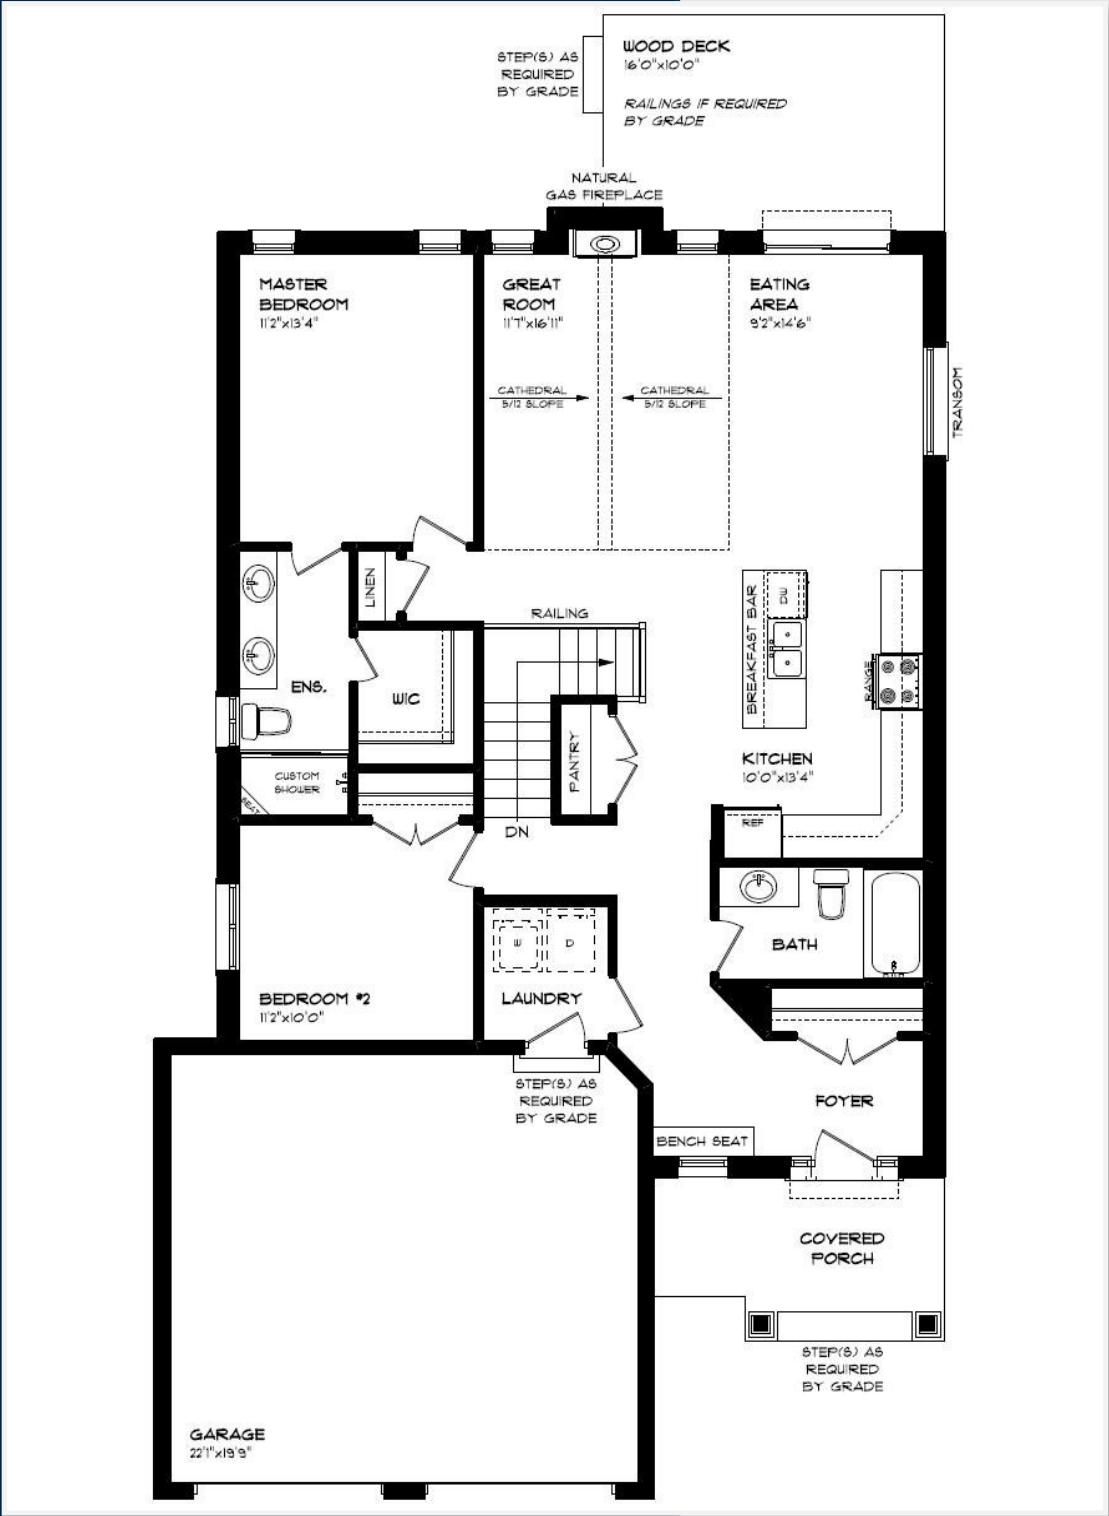 STEP(S) AS
REQUIRED
BY GRADE
WOOD DECK
16'0"x10'0"
RAILINGS IF REQUIRED
BY GRADE
NATURAL
GAS FIREPLACE
MASTER
BEDROOM
11'2"x13'4"
GREAT
ROOM
11'7"x16'11"
EATING
AREA
9'2"x14'6"
CATHEDRAL
5/12 SLOPE
CATHEDRAL
5/12 SLOPE
TRANSOM
LINEN
RAILING
BREAKFAST BAR
DW
RANGE
ENS.
WIC
DN
PANTRY
KITCHEN
10'0"x13'4"
CUSTOM
SHOWER
SEAT
REF
BATH
W
D
LAUNDRY
BEDROOM #2
11'2"x10'0"
STEP(S) AS
REQUIRED
BY GRADE
FOYER
BENCH SEAT
COVERED
PORCH
STEP(S) AS
REQUIRED
BY GRADE
GARAGE
22'1"x19'9"